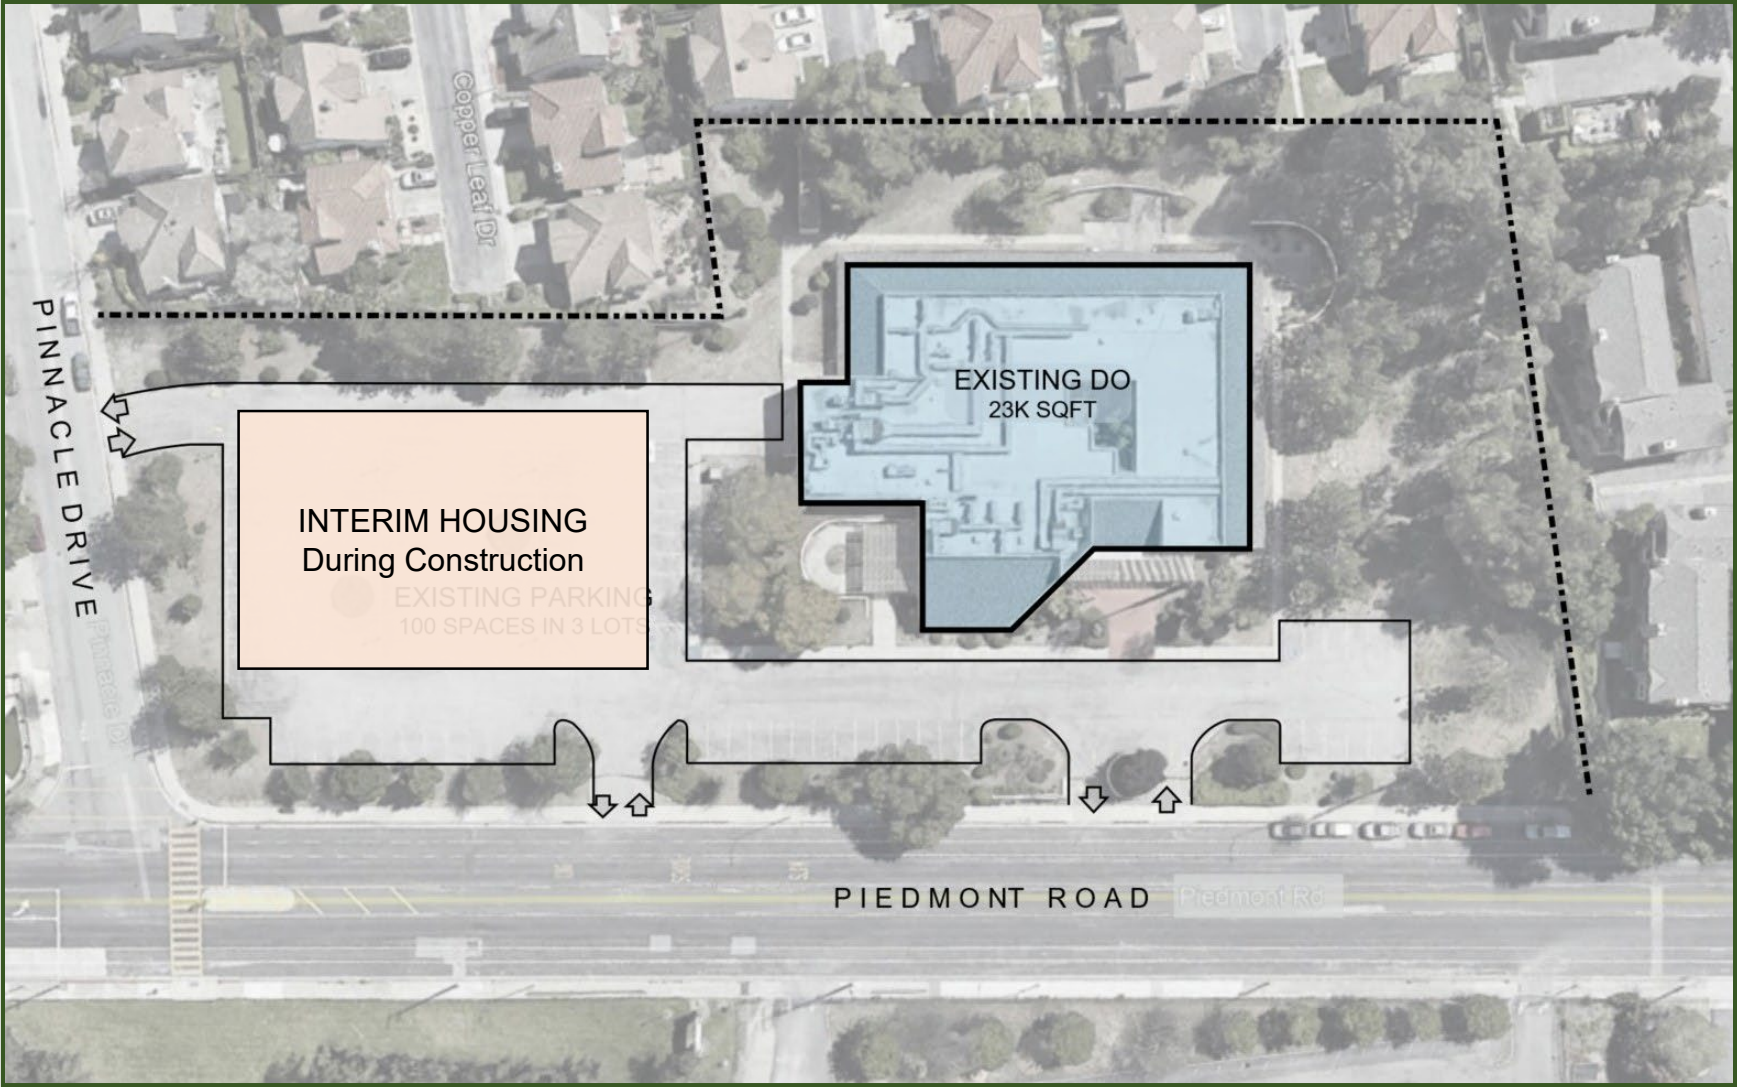 Copper Leaf Dr
PINNACLE DRIVE
EXISTING DO
23K SQFT
INTERIM HOUSING
During Construction
EXISTING PARKING
100 SPACES IN 3 LOTS
Pinnacle Dr
PIEDMONT ROAD
Piedmont Rd